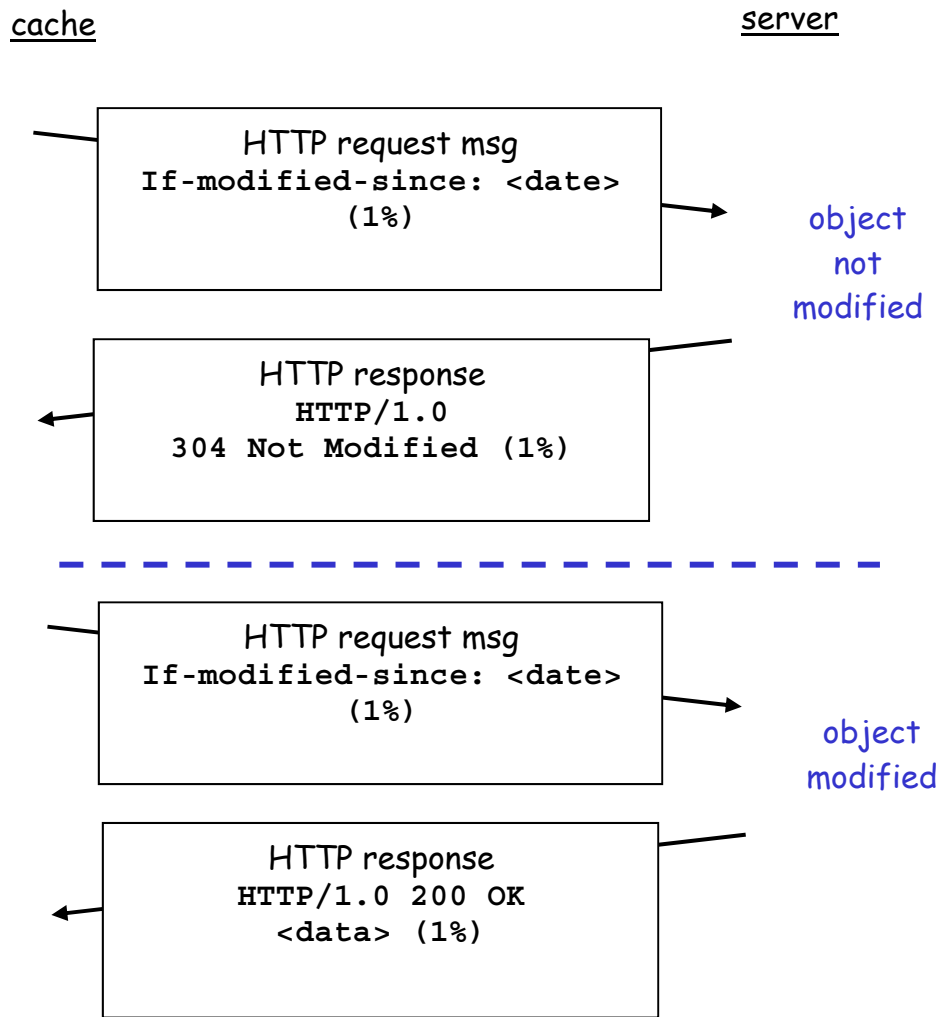 cache
server
HTTP request msg
If-modified-since: <date>
(1%)
object
not
modified
HTTP response
HTTP/1.0
304 Not Modified (1%)
HTTP request msg
If-modified-since: <date>
(1%)
object
modified
HTTP response
HTTP/1.0 200 OK
<data> (1%)